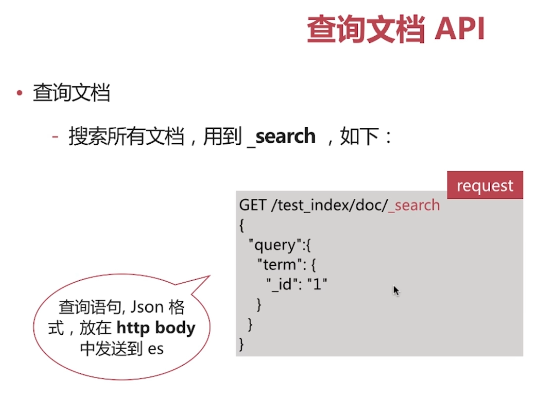 查询文档 API
• 查询文档
- 搜索所有文档，用到 _search ，如下：
request
GET /test_index/doc/_search
{
"query":{
"term": {
"_id": "1"
}
}
}
查询语句, Json 格
式，放在 http body
中发送到 es